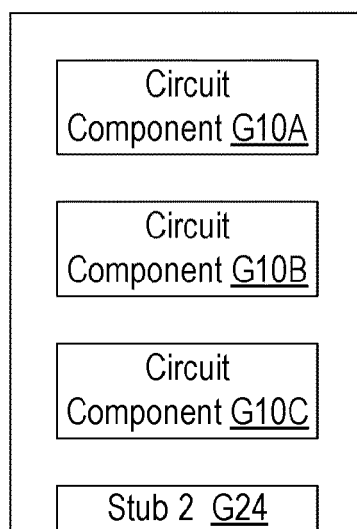 Circuit
Component G10A
Circuit
Component G10B
Circuit
Component G10C
Stub 2 G24